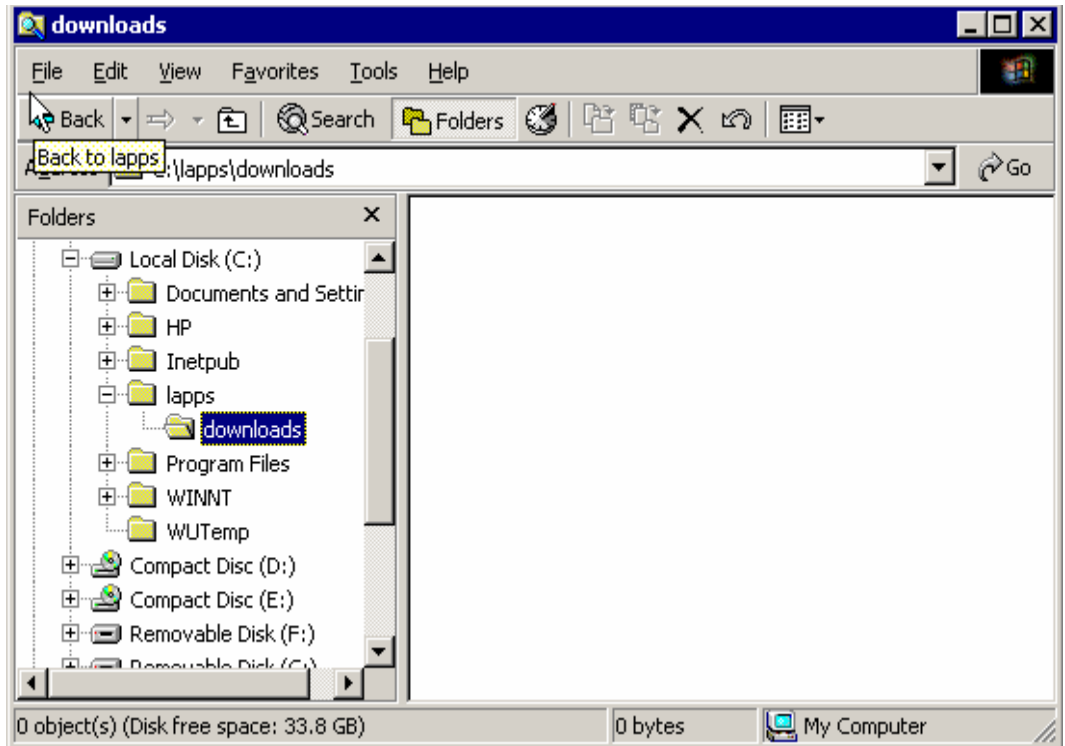 downloads
File Edit View Favorites Tools Help
Back Search Folders
Back to lapps
C:\lapps\downloads Go
Folders
Local Disk (C:)
Documents and Settin
HP
Inetpub
lapps
downloads
Program Files
WINNT
WUTemp
Compact Disc (D:)
Compact Disc (E:)
Removable Disk (F:)
0 object(s) (Disk free space: 33.8 GB) 0 bytes My Computer